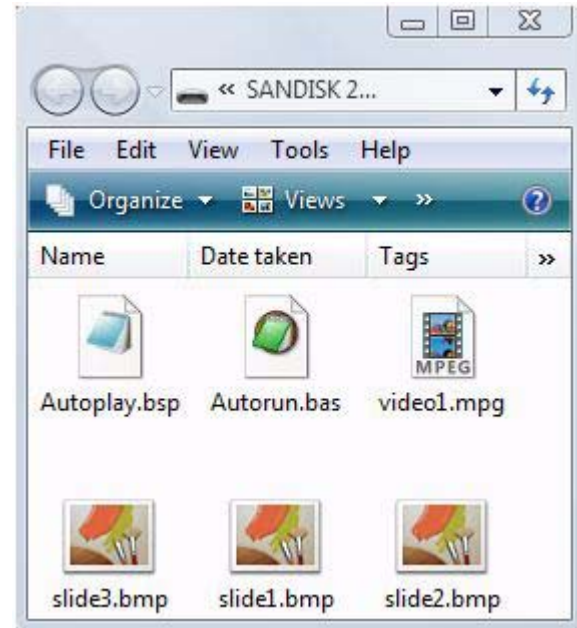 « SANDISK 2...
File Edit View Tools Help
Organize Views »
Name Date taken Tags »
MPEG
Autoplay.bsp Autorun.bas video1.mpg
slide3.bmp slide1.bmp slide2.bmp